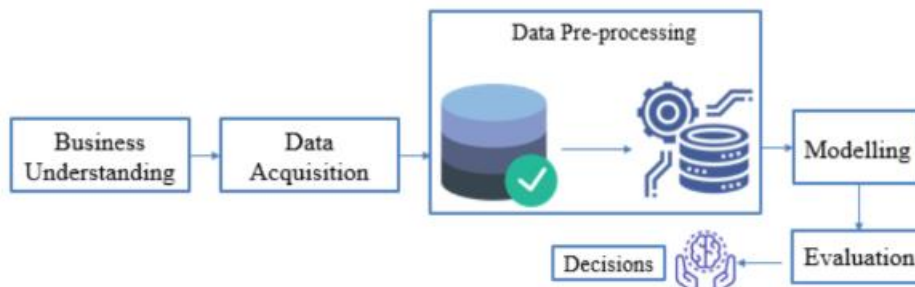 Data Pre-processing
Business
Understanding
Data
Acquisition
Modelling
Evaluation
Decisions